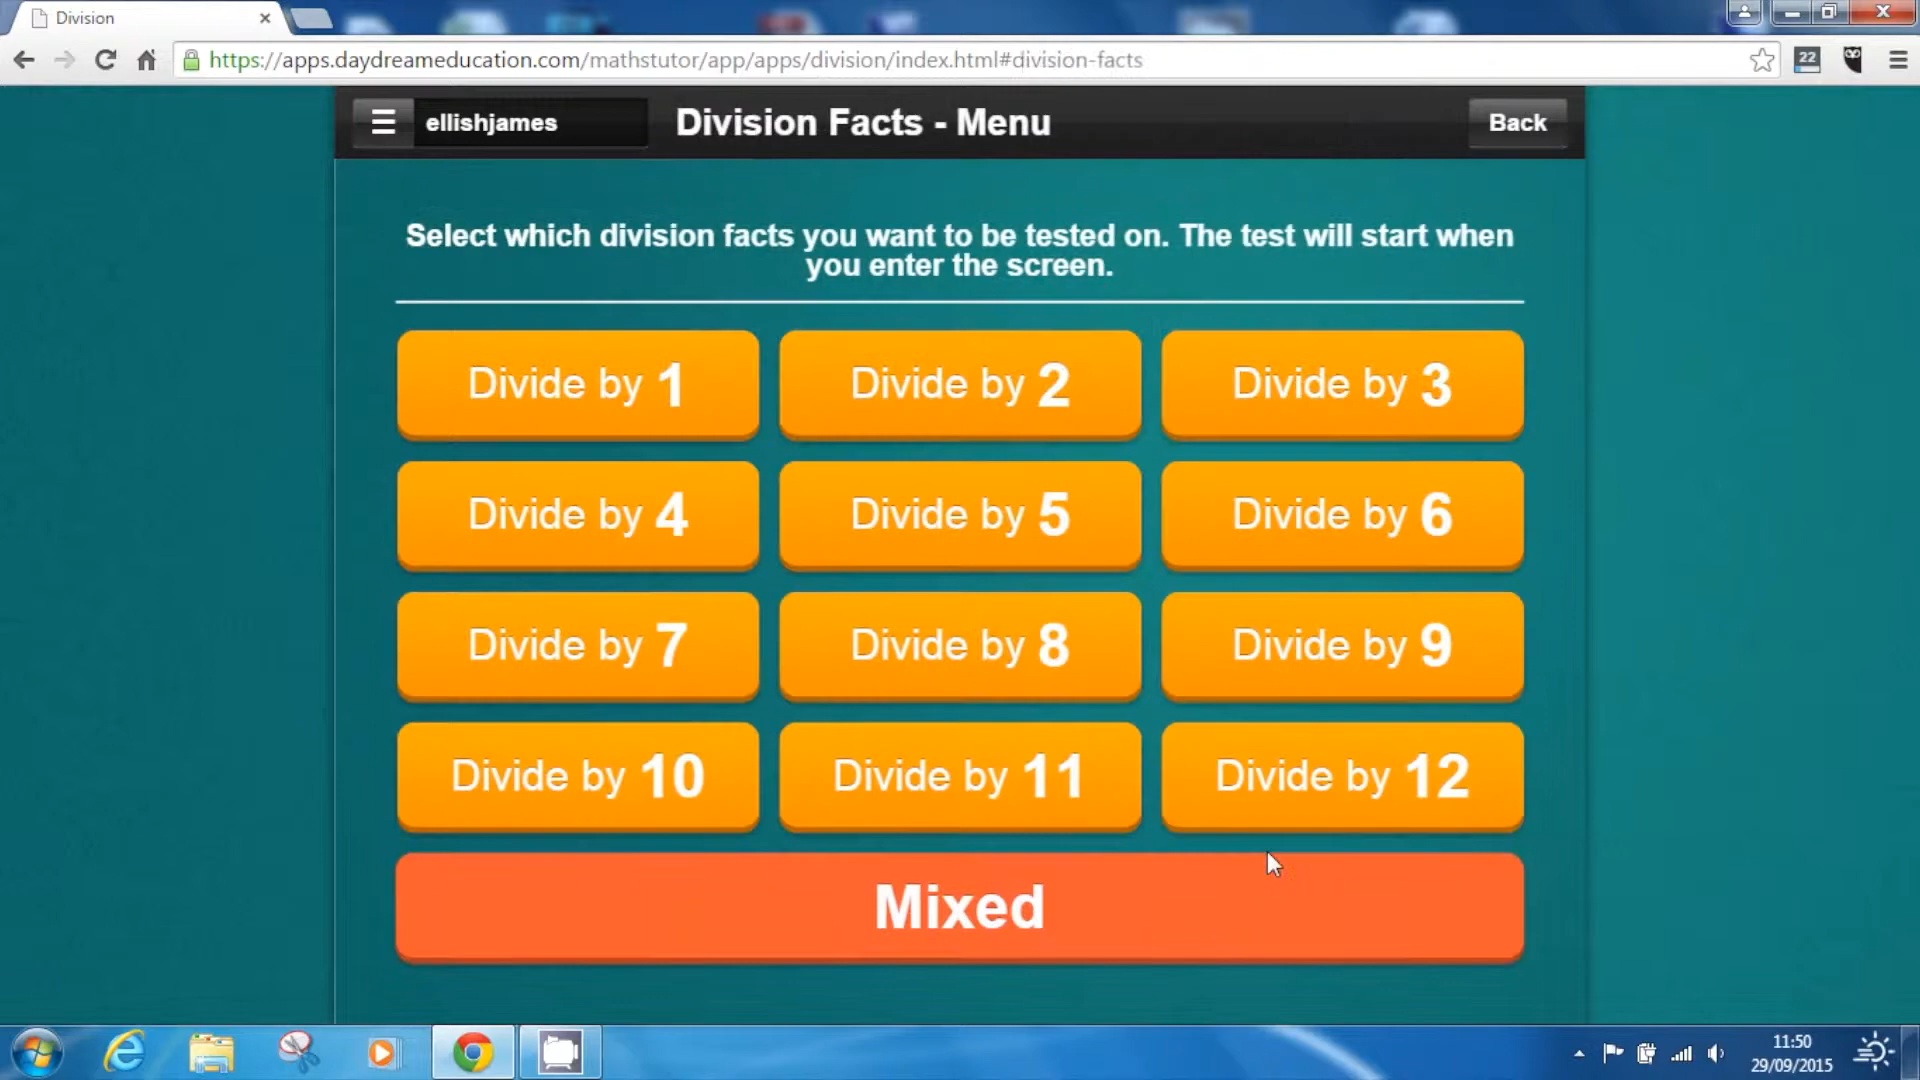 Division
https://apps.daydreameducation.com/mathstutor/app/apps/division/index.html#division-facts
22
ellishjames
Division Facts - Menu
Back
Select which division facts you want to be tested on. The test will start when
you enter the screen.
Divide by 1
Divide by 2
Divide by 3
Divide by 4
Divide by 5
Divide by 6
Divide by 7
Divide by 8
Divide by 9
Divide by 10
Divide by 11
Divide by 12
Mixed
11:50
29/09/2015